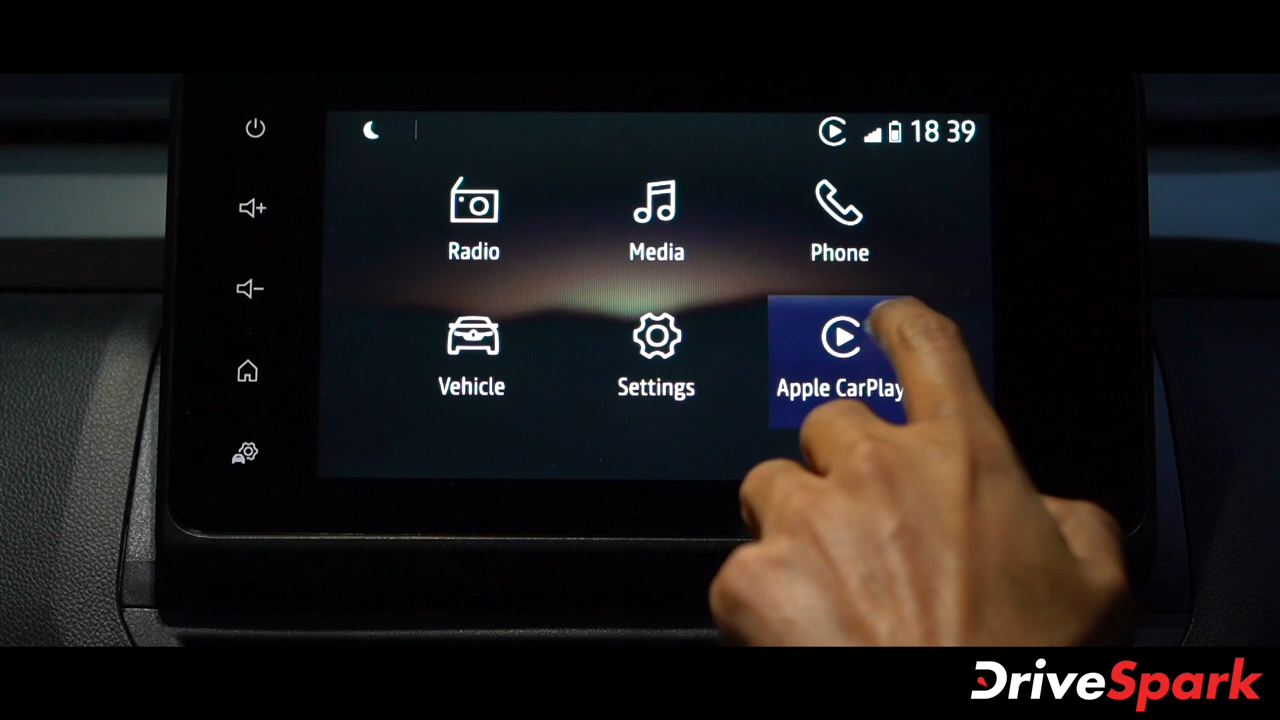 18 39
Radio
Media
Phone
Vehicle
Settings
Apple CarPlay
DriveSpark